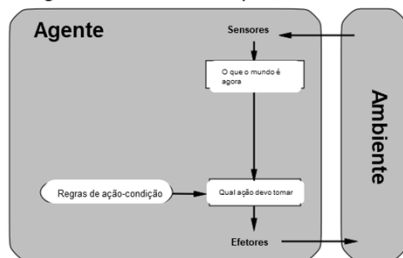 Agente
Sensores
O que o mundo é
agora
Ambiente
Regras de ação-condição
Qual ação devo tomar
Efetores